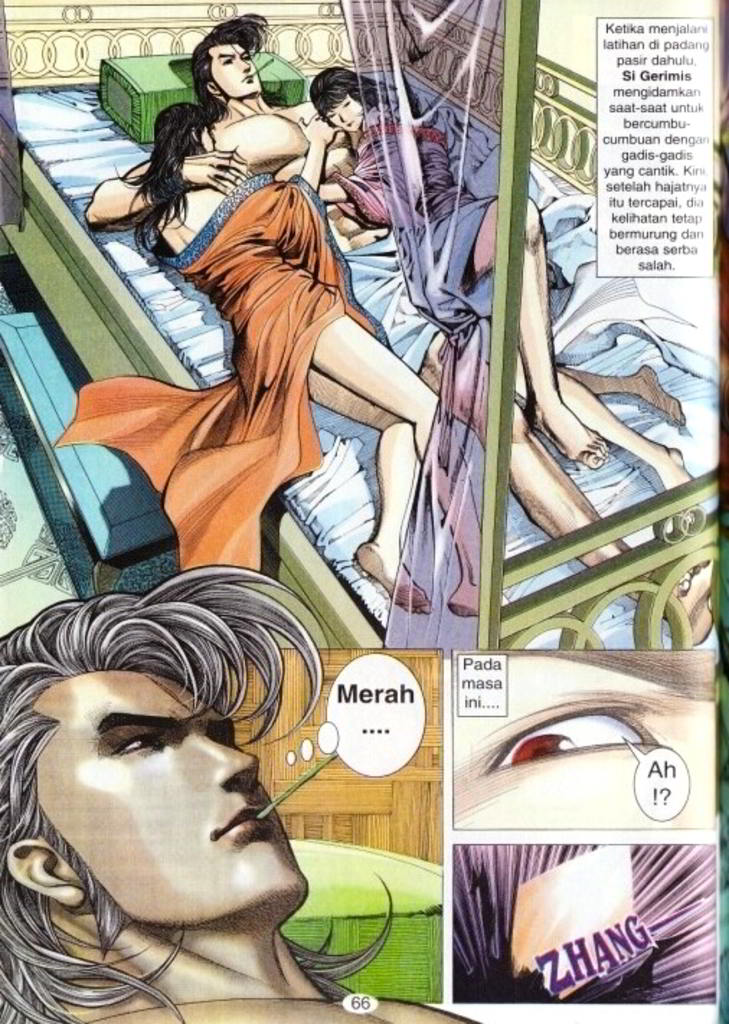 Ketika menjalani
latihan di padang
pasir dahulu,
Si Gerimis
mengidamkan
saat-saat untuk
bercumbu-
cumbuan dengan
gadis-gadis
yang cantik. Kini
setelah hajatnya
itu tercapai, dia
kelihatan tetap
bermurung dan
berasa serba
salah.
Merah
....
Pada
masa
ini....
Ah
!?
ZHANG
66